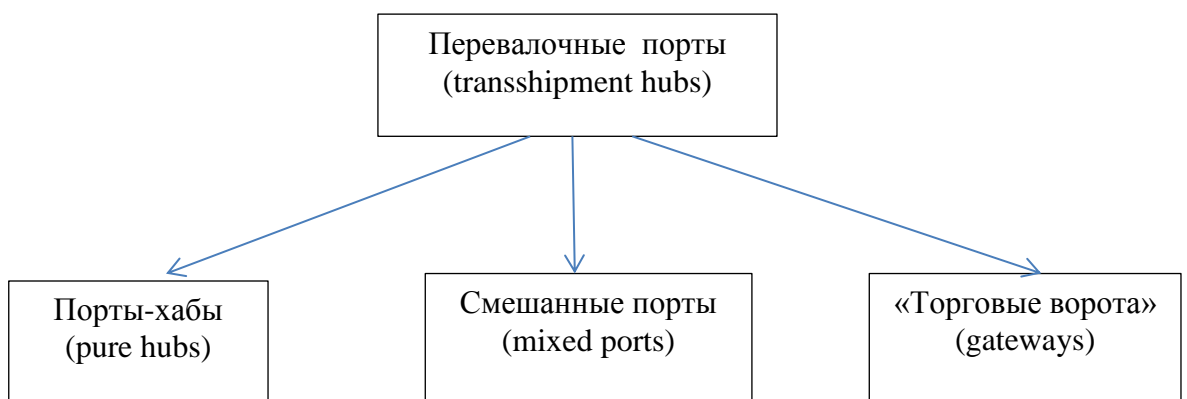 Перевалочные порты
(transshipment hubs)
Порты-хабы
(pure hubs)
Смешанные порты
(mixed ports)
«Торговые ворота»
(gateways)